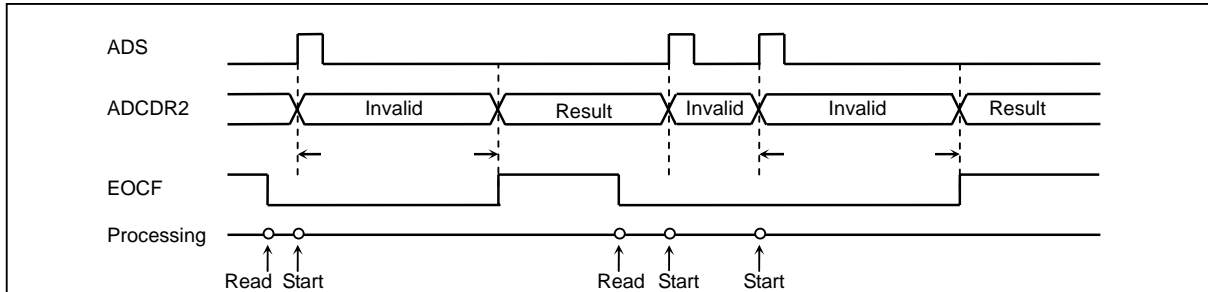 ADS
ADCDR2 Invalid Result Invalid Invalid Result
EOCF
Processing
Read Start Read Start Start